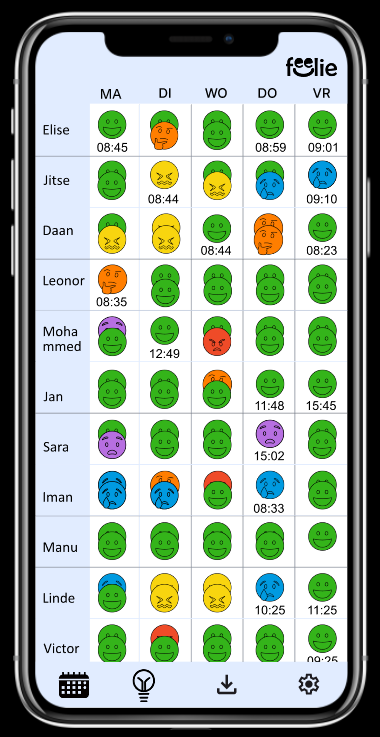 feelie
MA DI WO DO VR
Elise
08:45 08:59 09:01
Jitse
08:44 09:10
Daan
08:44 08:23
Leonor
08:35
Moha
mmed
12:49
Jan
11:48 15:45
Sara
15:02
Iman
08:33
Manu
Linde
10:25 11:25
Victor
09:25